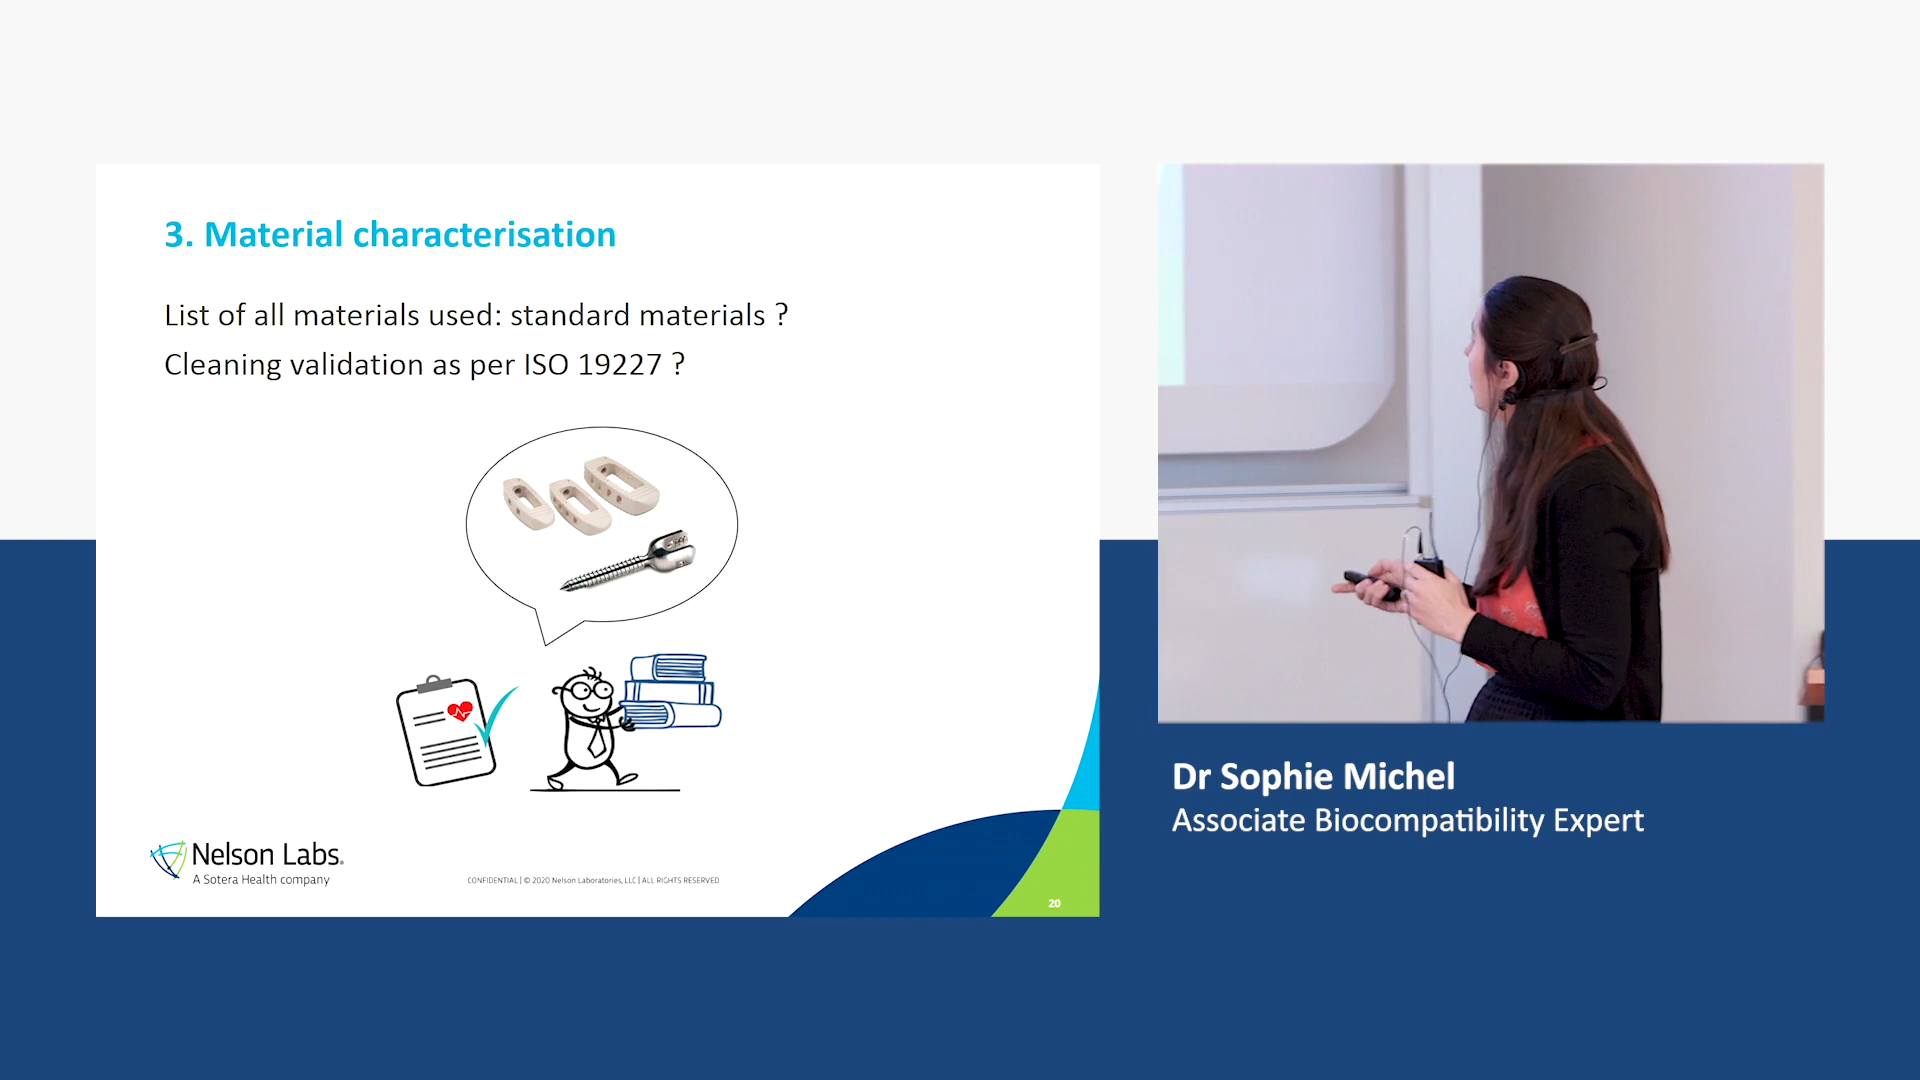 3. Material characterisation
List of all materials used: standard materials ?
Cleaning validation as per ISO 19227 ?
Nelson Labs.
A Sotera Health company
CONFIDENTIAL | © 2020 Nelson Laboratories, LLC | ALL RIGHTS RESERVED
20
Dr Sophie Michel
Associate Biocompatibility Expert